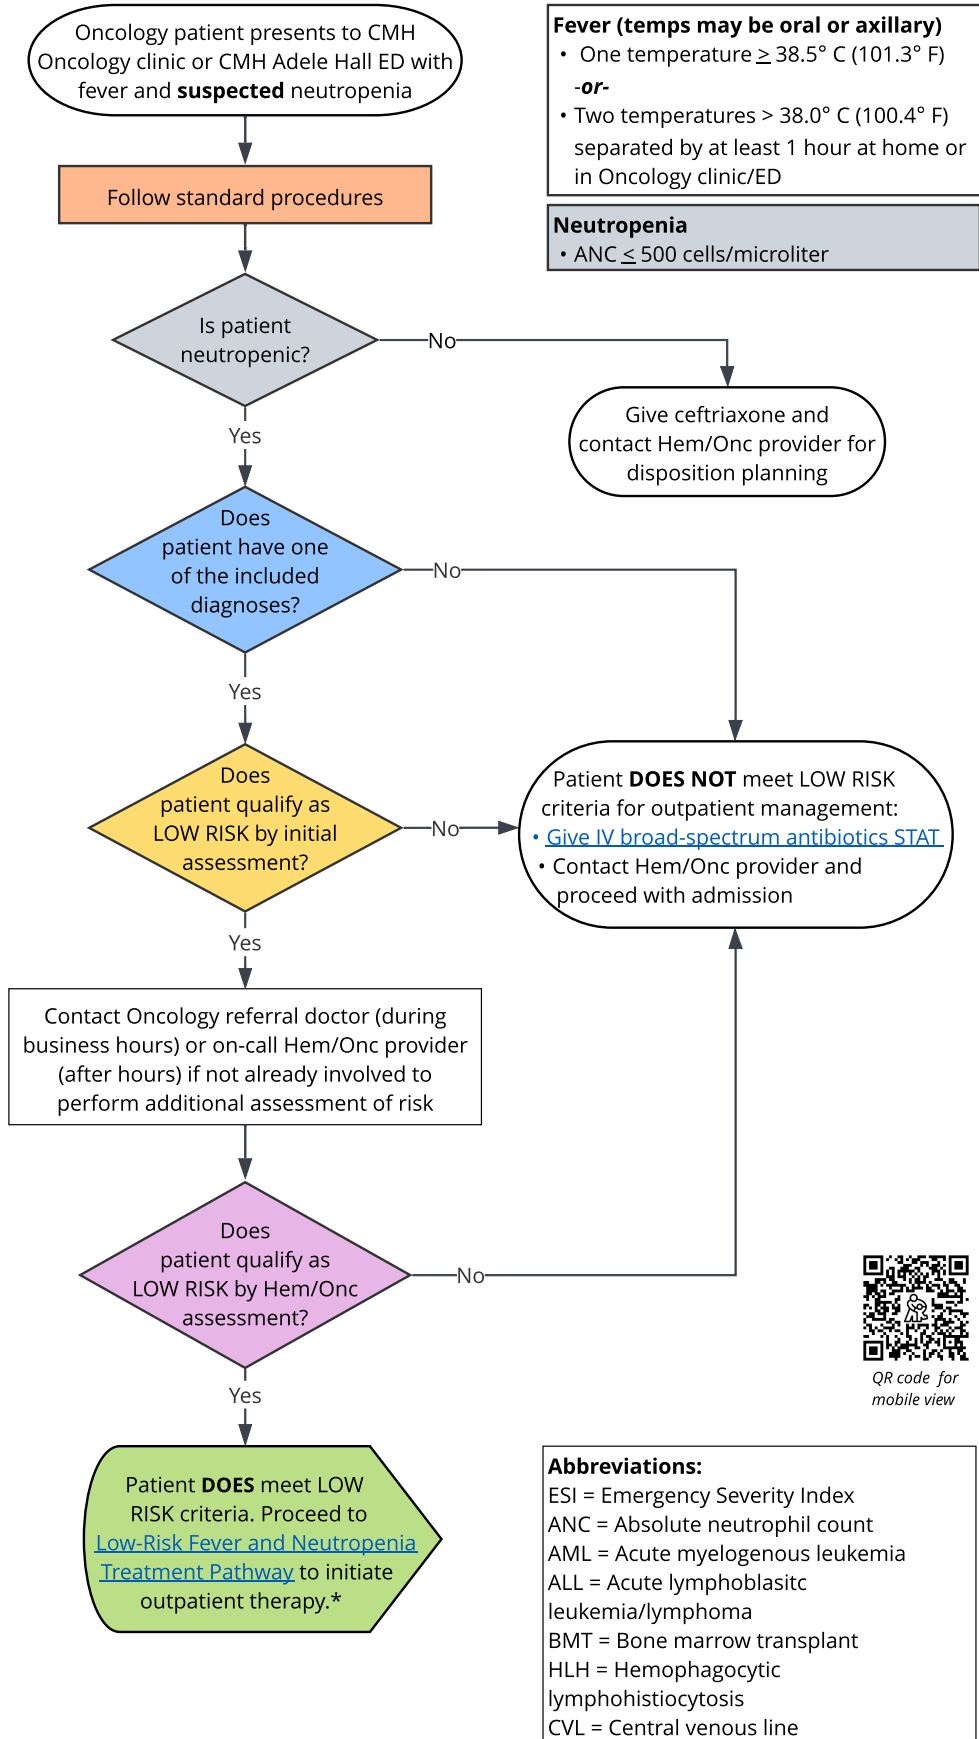 Oncology patient presents to CMH
Oncology clinic or CMH Adele Hall ED with
fever and suspected neutropenia
Fever (temps may be oral or axillary)
• One temperature ≥ 38.5° C (101.3° F)
-or-
• Two temperatures > 38.0° C (100.4° F)
separated by at least 1 hour at home or
in Oncology clinic/ED
Follow standard procedures
Neutropenia
• ANC ≤ 500 cells/microliter
Is patient
neutropenic?
No
Give ceftriaxone and
contact Hem/Onc provider for
disposition planning
Yes
Does
patient have one
of the included
diagnoses?
No
Yes
Does
patient qualify as
LOW RISK by initial
assessment?
No
Patient DOES NOT meet LOW RISK
criteria for outpatient management:
• Give IV broad-spectrum antibiotics STAT
• Contact Hem/Onc provider and
proceed with admission
Yes
Contact Oncology referral doctor (during
business hours) or on-call Hem/Onc provider
(after hours) if not already involved to
perform additional assessment of risk
Does
patient qualify as
LOW RISK by Hem/Onc
assessment?
No
QR code for
mobile view
Yes
Patient DOES meet LOW
RISK criteria. Proceed to
Low-Risk Fever and Neutropenia
Treatment Pathway to initiate
outpatient therapy.*
Abbreviations:
ESI = Emergency Severity Index
ANC = Absolute neutrophil count
AML = Acute myelogenous leukemia
ALL = Acute lymphoblasitc
leukemia/lymphoma
BMT = Bone marrow transplant
HLH = Hemophagocytic
lymphohistiocytosis
CVL = Central venous line